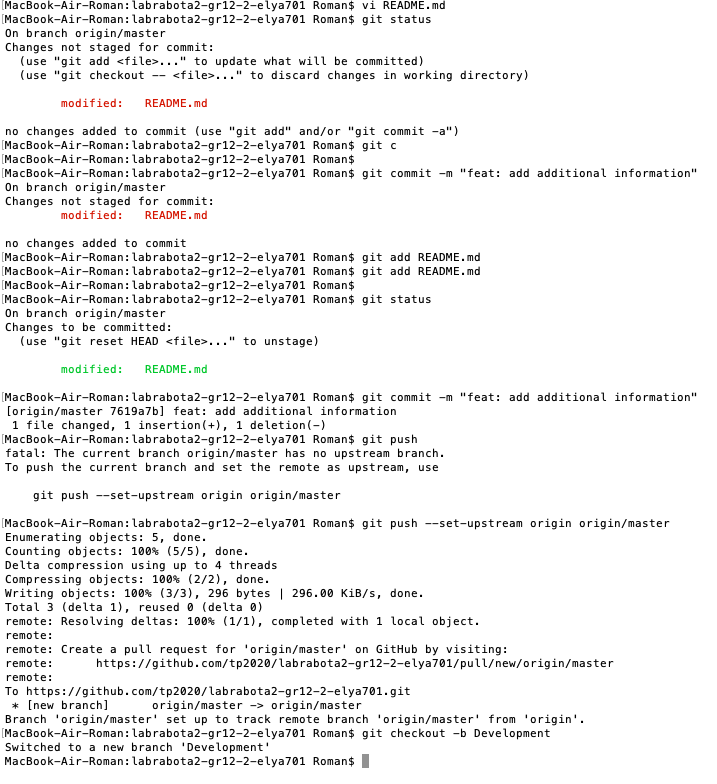 MacBook-Air-Roman:labrabota2-gr12-2-elya701 Roman$ vi README.md
MacBook-Air-Roman:labrabota2-gr12-2-elya701 Roman$ git status
On branch origin/master
Changes not staged for commit:
  (use "git add <file>..." to update what will be committed)
  (use "git checkout -- <file>..." to discard changes in working directory)

        modified:   README.md

no changes added to commit (use "git add" and/or "git commit -a")
MacBook-Air-Roman:labrabota2-gr12-2-elya701 Roman$ git c
MacBook-Air-Roman:labrabota2-gr12-2-elya701 Roman$
MacBook-Air-Roman:labrabota2-gr12-2-elya701 Roman$ git commit -m "feat: add additional information"
On branch origin/master
Changes not staged for commit:
        modified:   README.md

no changes added to commit
MacBook-Air-Roman:labrabota2-gr12-2-elya701 Roman$ git add README.md
MacBook-Air-Roman:labrabota2-gr12-2-elya701 Roman$ git add README.md
MacBook-Air-Roman:labrabota2-gr12-2-elya701 Roman$
MacBook-Air-Roman:labrabota2-gr12-2-elya701 Roman$ git status
On branch origin/master
Changes to be committed:
  (use "git reset HEAD <file>..." to unstage)

        modified:   README.md

MacBook-Air-Roman:labrabota2-gr12-2-elya701 Roman$ git commit -m "feat: add additional information"
[origin/master 7619a7b] feat: add additional information
 1 file changed, 1 insertion(+), 1 deletion(-)
MacBook-Air-Roman:labrabota2-gr12-2-elya701 Roman$ git push
fatal: The current branch origin/master has no upstream branch.
To push the current branch and set the remote as upstream, use

    git push --set-upstream origin origin/master

MacBook-Air-Roman:labrabota2-gr12-2-elya701 Roman$ git push --set-upstream origin origin/master
Enumerating objects: 5, done.
Counting objects: 100% (5/5), done.
Delta compression using up to 4 threads
Compressing objects: 100% (2/2), done.
Writing objects: 100% (3/3), 296 bytes | 296.00 KiB/s, done.
Total 3 (delta 1), reused 0 (delta 0)
remote: Resolving deltas: 100% (1/1), completed with 1 local object.
remote:
remote: Create a pull request for 'origin/master' on GitHub by visiting:
remote:      https://github.com/tp2020/labrabota2-gr12-2-elya701/pull/new/origin/master
remote:
To https://github.com/tp2020/labrabota2-gr12-2-elya701.git
 * [new branch]      origin/master -> origin/master
Branch 'origin/master' set up to track remote branch 'origin/master' from 'origin'.
MacBook-Air-Roman:labrabota2-gr12-2-elya701 Roman$ git checkout -b Development
Switched to a new branch 'Development'
MacBook-Air-Roman:labrabota2-gr12-2-elya701 Roman$